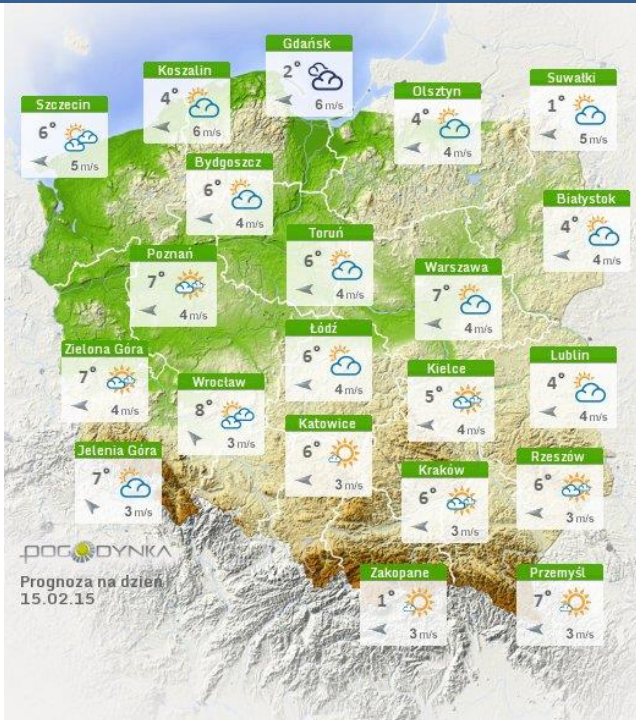 Gdańsk
2°
6 m/s
Koszalin
4°
6 m/s
Suwałki
1°
5 m/s
Olsztyn
4°
4 m/s
Szczecin
6°
5 m/s
Bydgoszcz
6°
4 m/s
Białystok
4°
4 m/s
Toruń
6°
4 m/s
Poznań
7°
4 m/s
Warszawa
7°
4 m/s
Łódź
6°
4 m/s
Zielona Góra
7°
4 m/s
Lublin
4°
4 m/s
Kielce
5°
4 m/s
Wrocław
8°
3 m/s
Katowice
6°
3 m/s
Jelenia Góra
7°
3 m/s
Rzeszów
6°
3 m/s
Kraków
6°
3 m/s
POGODYNKA
Prognoza na dzień
15.02.15
Zakopane
1°
3 m/s
Przemyśl
7°
3 m/s